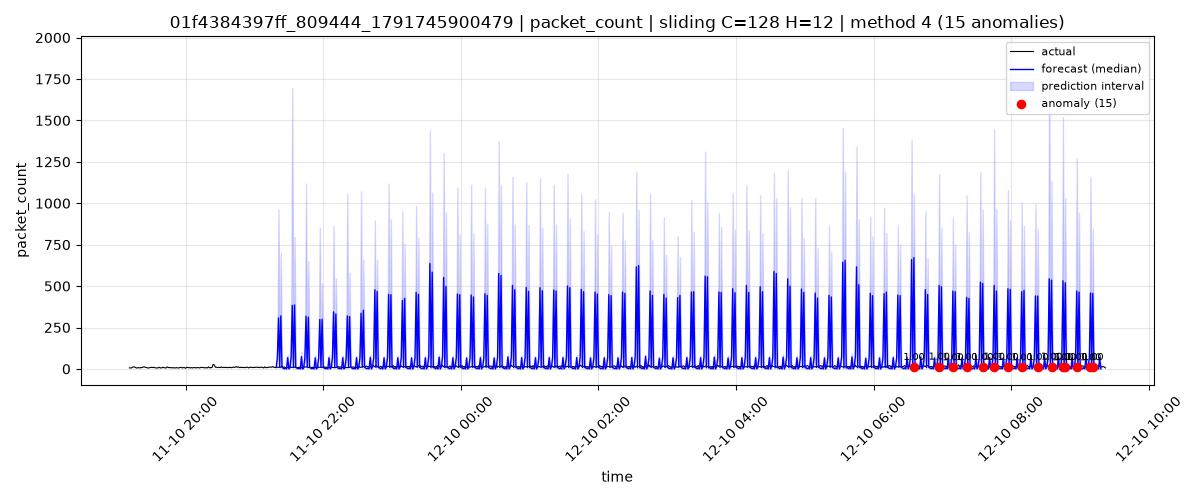 01f4384397ff_809444_1791745900479 | packet_count | sliding C=128 H=12 | method 4 (15 anomalies)
2000
1750
1500
1250
1000
750
500
250
0
packet_count
actual
forecast (median)
prediction interval
anomaly (15)
1.00
11-10 20:00
11-10 22:00
12-10 00:00
12-10 02:00
12-10 04:00
12-10 06:00
12-10 08:00
12-10 10:00
time